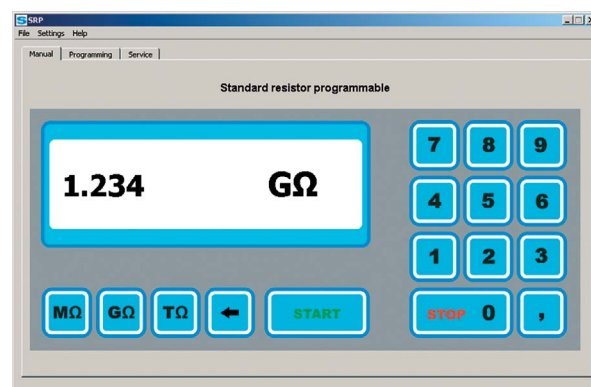 SRP
File Settings Help
Manual Programming Service
Standard resistor programmable
1.234 GΩ
7 8 9
4 5 6
1 2 3
MΩ GΩ TΩ START STOP 0 ,